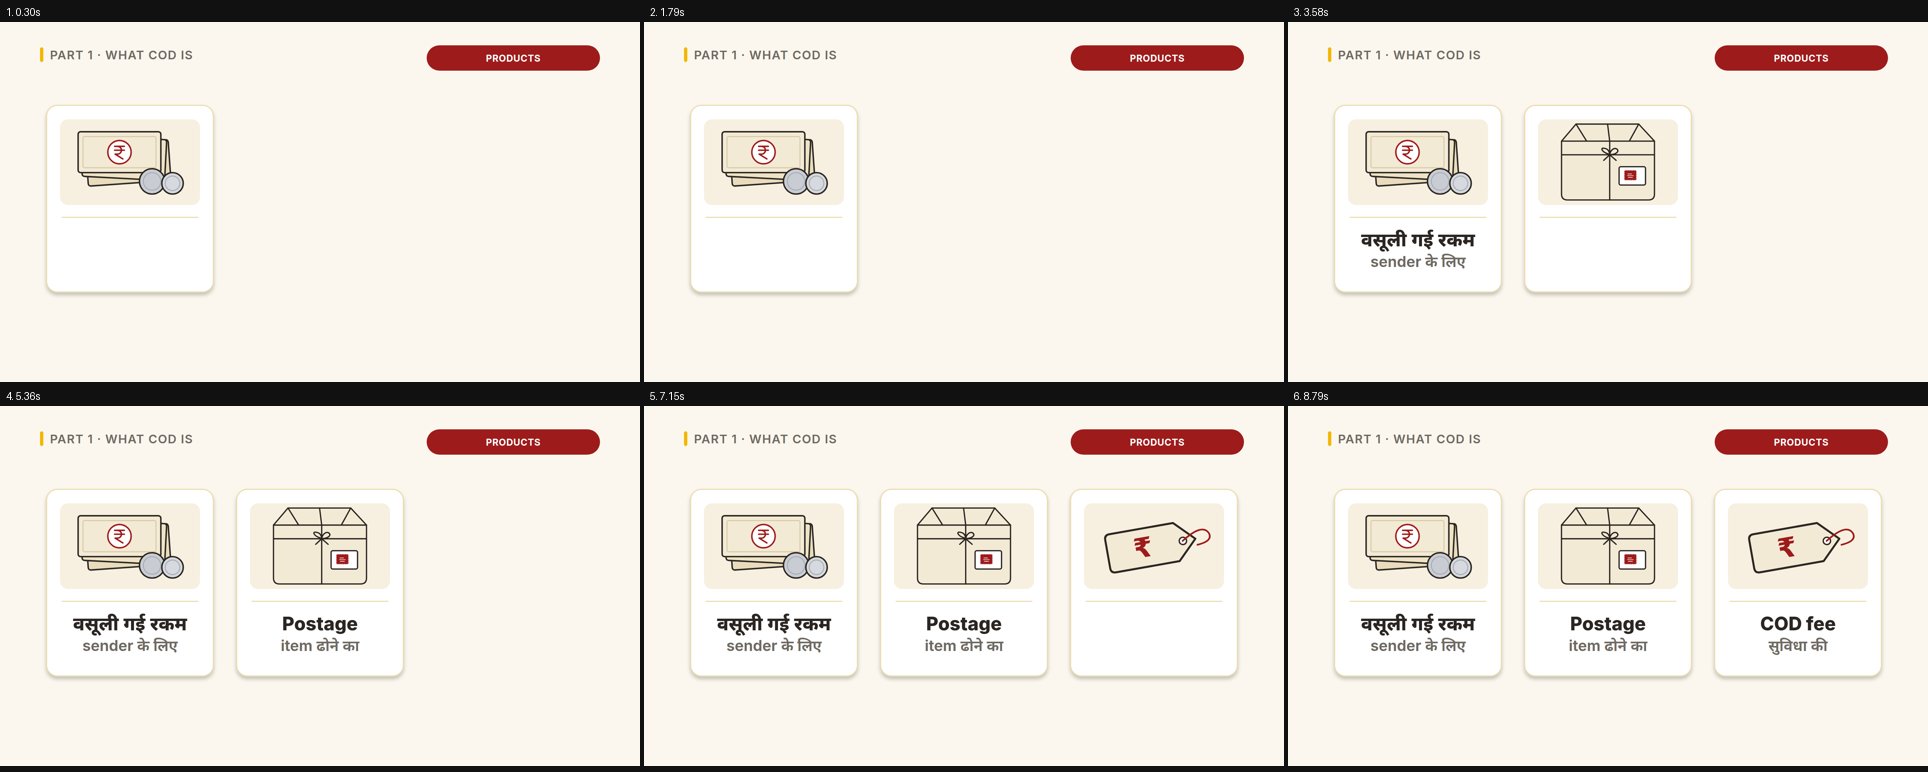 1. 0.30s
PART 1 · WHAT COD IS
PRODUCTS
₹
2. 1.79s
PART 1 · WHAT COD IS
PRODUCTS
₹
3. 3.58s
PART 1 · WHAT COD IS
PRODUCTS
₹
वसूली गई रकम
sender के लिए
4. 5.36s
PART 1 · WHAT COD IS
PRODUCTS
₹
वसूली गई रकम
sender के लिए
Postage
item ढोने का
5. 7.15s
PART 1 · WHAT COD IS
PRODUCTS
₹
₹
वसूली गई रकम
sender के लिए
Postage
item ढोने का
6. 8.79s
PART 1 · WHAT COD IS
PRODUCTS
₹
₹
वसूली गई रकम
sender के लिए
Postage
item ढोने का
COD fee
सुविधा की